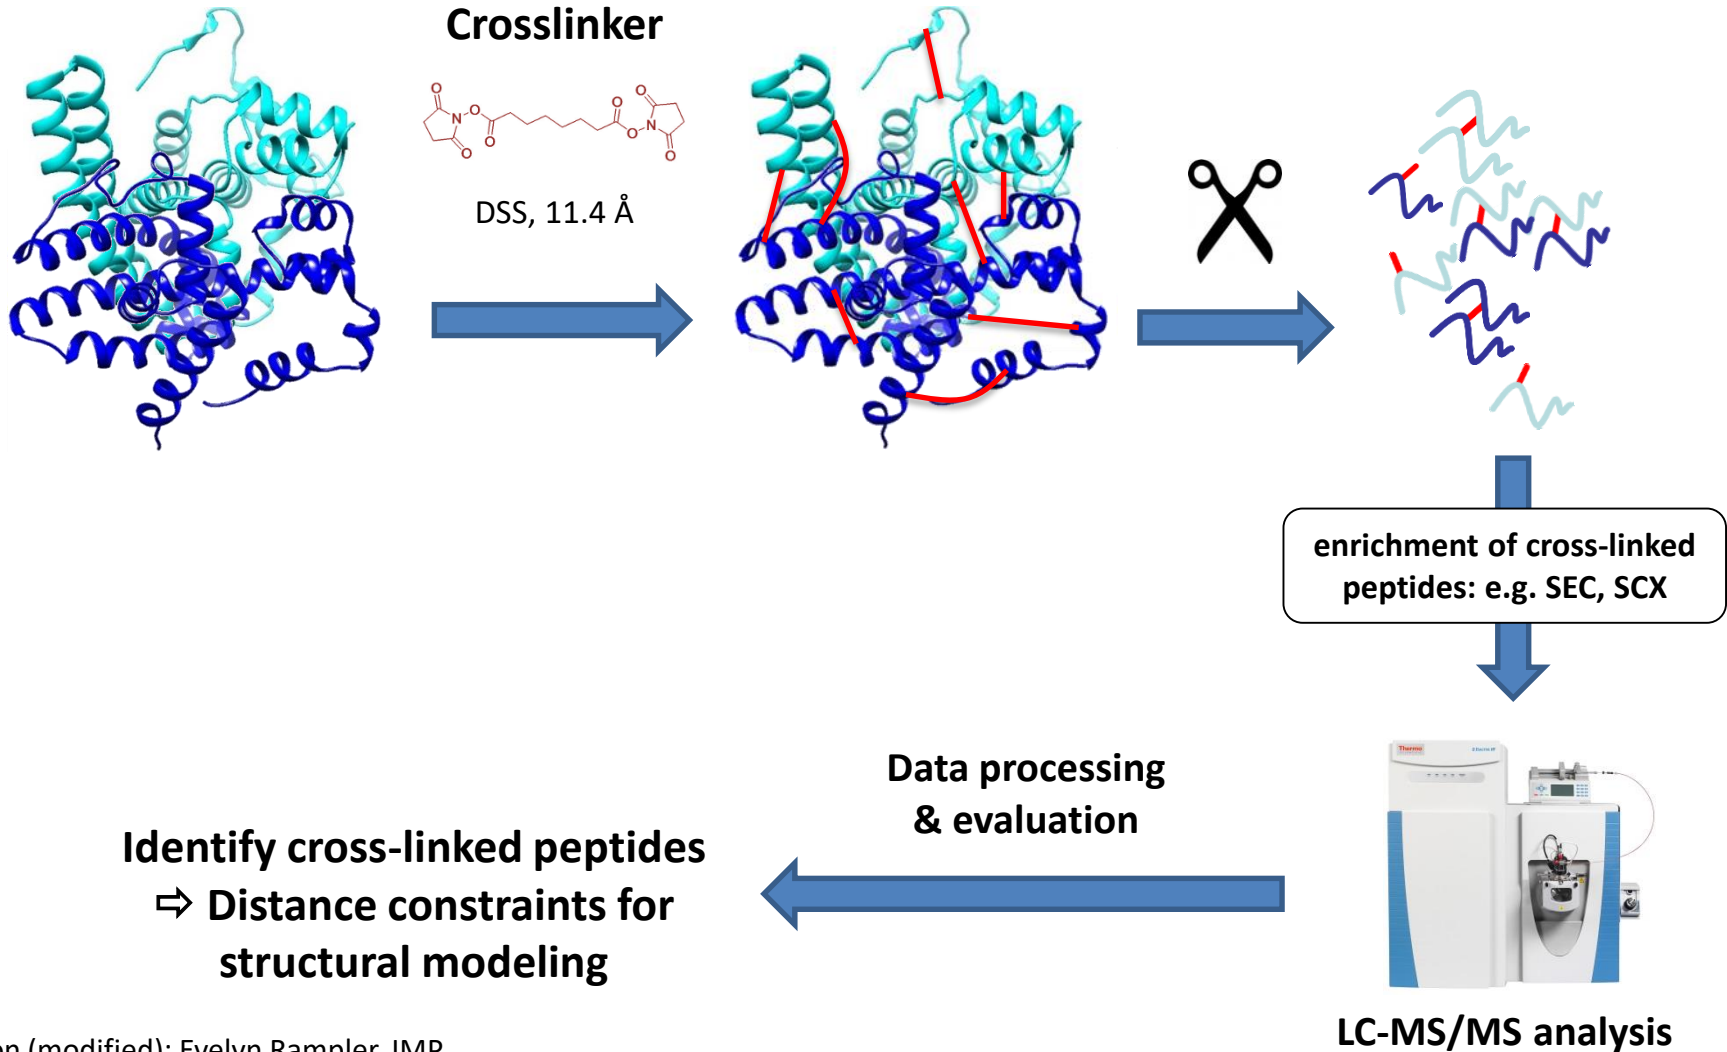 Crosslinker
DSS, 11.4 Å
enrichment of cross-linked
peptides: e.g. SEC, SCX
Data processing
& evaluation
Identify cross-linked peptides
⇨ Distance constraints for
structural modeling
Thermo
LC-MS/MS analysis
(modified): Evelyn Rampler, IMP